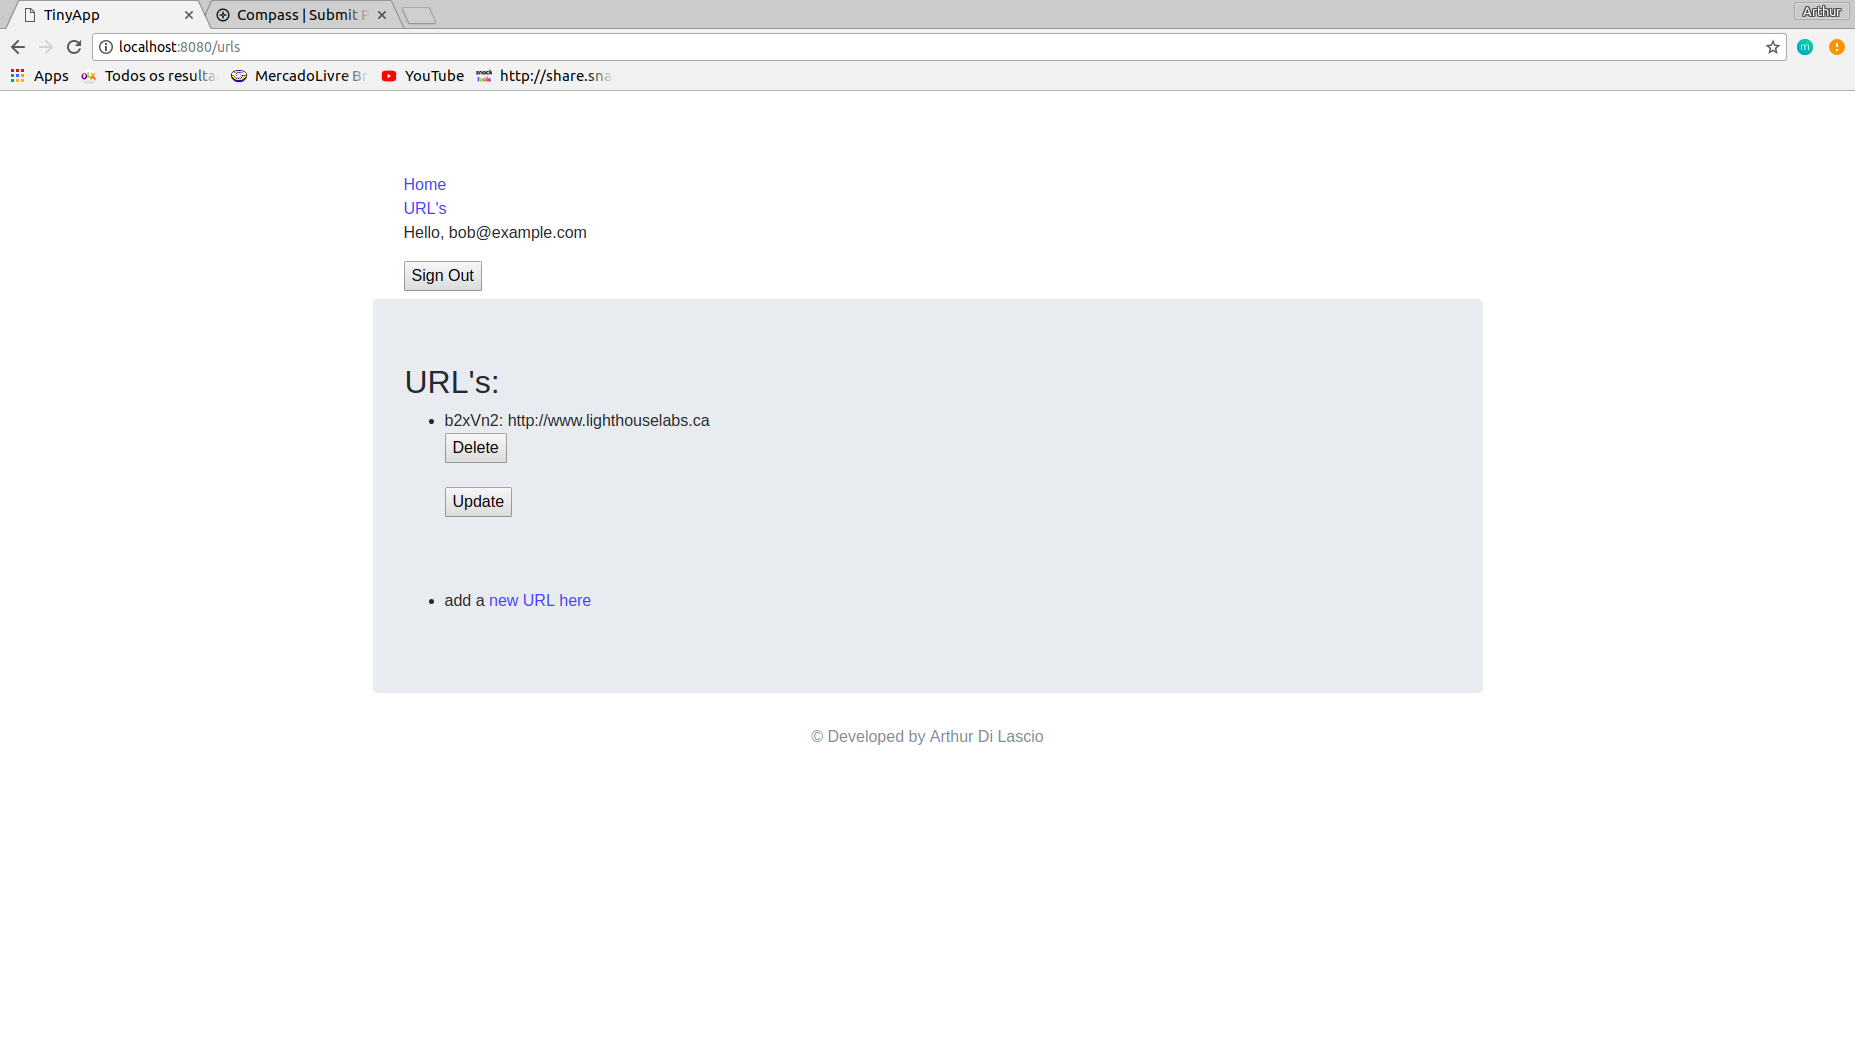 TinyApp
Compass | Submit
Arthur
localhost:8080/urls
Apps
Todos os
MercadoLivre
YouTube
http://share.sna
Home
URL's
Hello, bob@example.com
Sign Out
URL's:
b2xVn2: http://www.lighthouselabs.ca
Delete
Update
add a new URL here
© Developed by Arthur Di Lascio